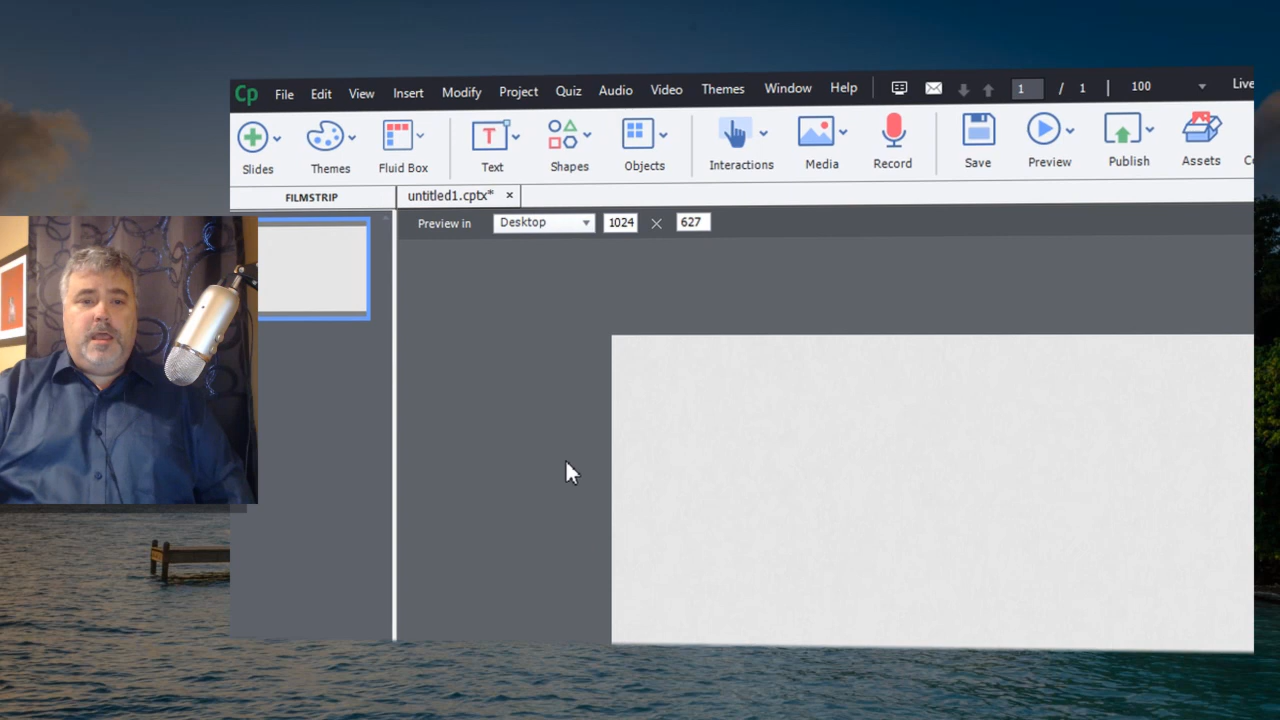 Cp File Edit View Insert Modify Project Quiz Audio Video Themes Window Help 1 / 1 100 Live
Slides Themes Fluid Box Text Shapes Objects Interactions Media Record Save Preview Publish Assets
FILMSTRIP untitled1.cptx* ×
Preview in Desktop 1024 × 627